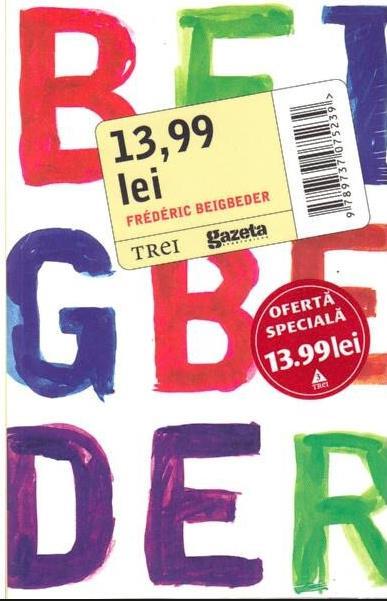 BEI
13,99
lei
FRÉDÉRIC BEIGBEDER
TREI
gazeta
9789737075239>
GBE
OFERTĂ
SPECIALĂ
13.99lei
TREI
DER